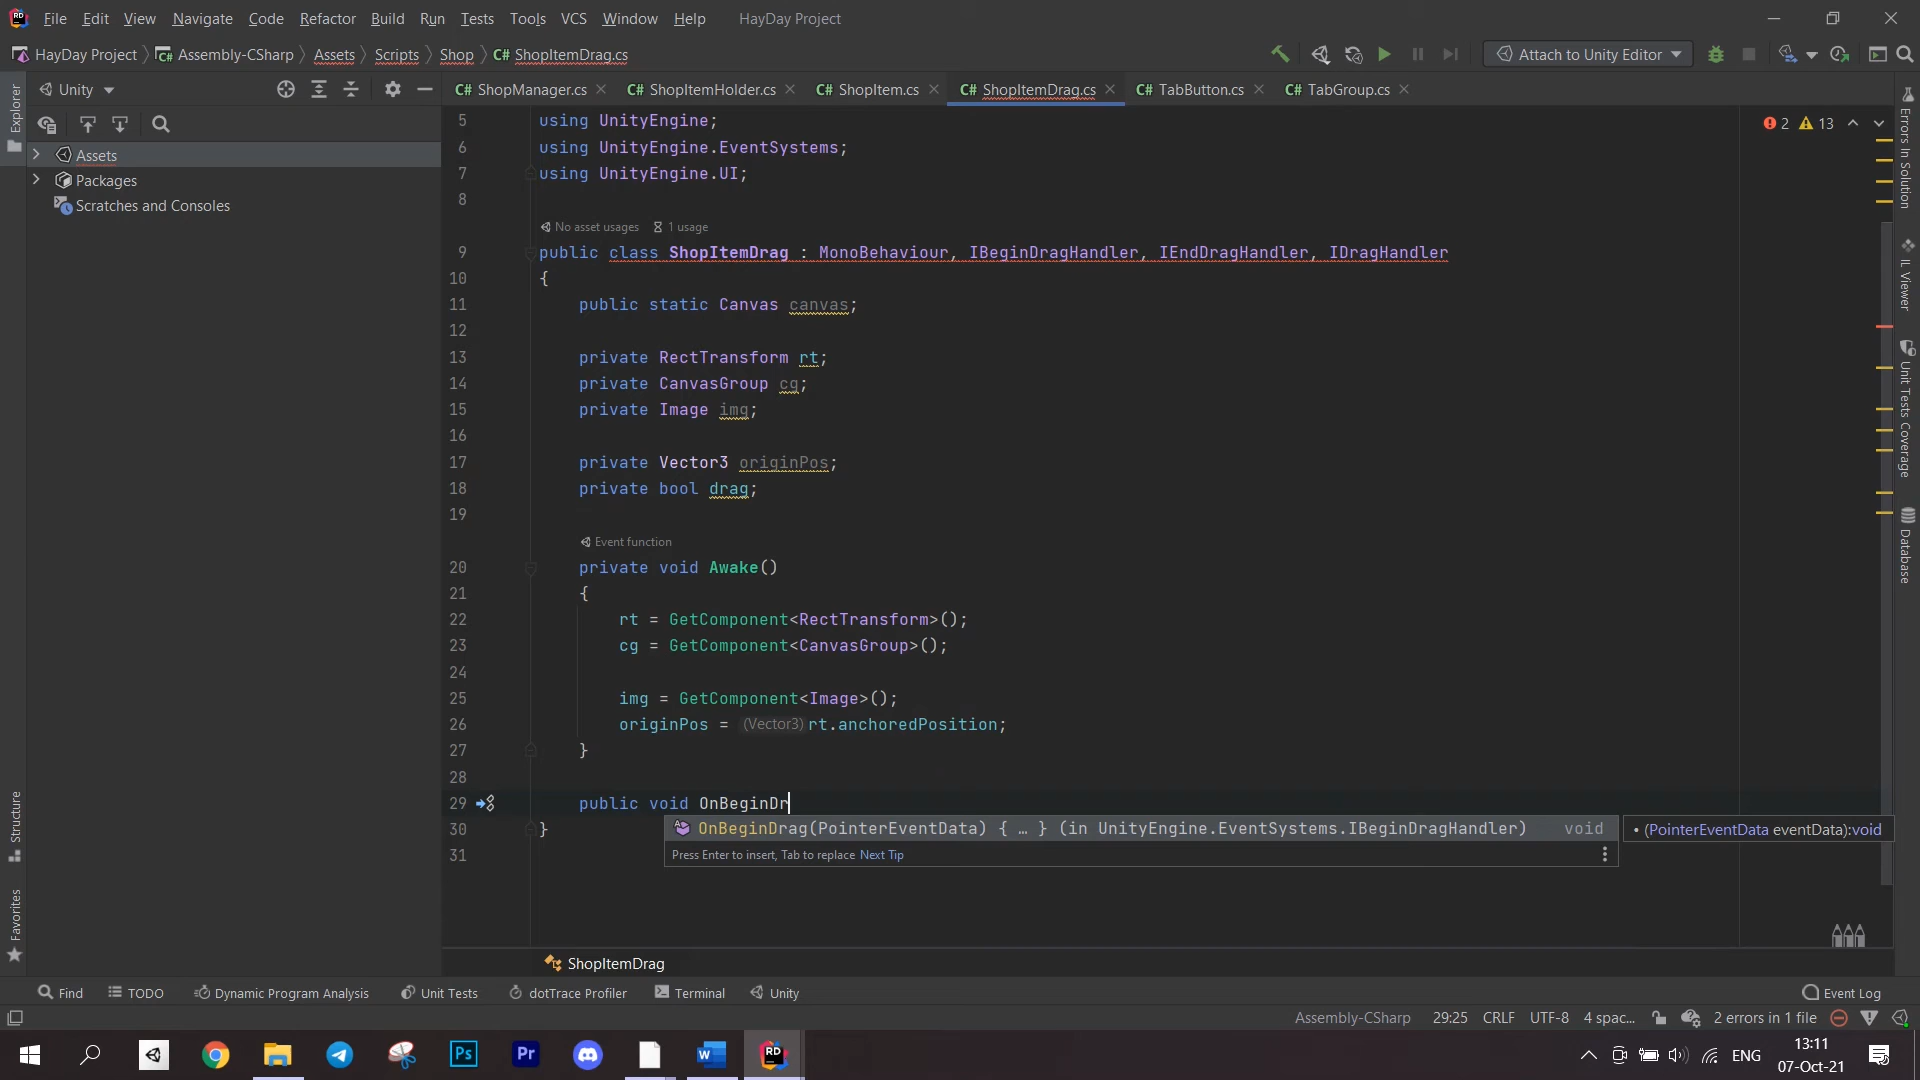 File Edit View Navigate Code Refactor Build Run Tests Tools VCS Window Help HayDay Project
HayDay Project Assembly-CSharp Assets Scripts Shop C# ShopItemDrag.cs Attach to Unity Editor
Unity
C# ShopManager.cs C# ShopItemHolder.cs C# ShopItem.cs C# ShopItemDrag.cs C# TabButton.cs C# TabGroup.cs
Explorer
Assets
Packages
Scratches and Consoles
Structure
Favorites
2 13
5 using UnityEngine;
6 using UnityEngine.EventSystems;
7 using UnityEngine.UI;
8
No asset usages 1 usage
9 public class ShopItemDrag : MonoBehaviour, IBeginDragHandler, IEndDragHandler, IDragHandler
10 {
11 public static Canvas canvas;
12
13 private RectTransform rt;
14 private CanvasGroup cg;
15 private Image img;
16
17 private Vector3 originPos;
18 private bool drag;
19
Event function
20 private void Awake()
21 {
22 rt = GetComponent<RectTransform>();
23 cg = GetComponent<CanvasGroup>();
24
25 img = GetComponent<Image>();
26 originPos = (Vector3) rt.anchoredPosition;
27 }
28
29 public void OnBeginDr
OnBeginDrag(PointerEventData) { … } (in UnityEngine.EventSystems.IBeginDragHandler) void
• (PointerEventData eventData):void
Press Enter to insert, Tab to replace Next Tip
30 }
31
Errors In Solution
IL Viewer
Unit Tests Coverage
Database
ShopItemDrag
Find TODO Dynamic Program Analysis Unit Tests dotTrace Profiler Terminal Unity Event Log
Assembly-CSharp 29:25 CRLF UTF-8 4 spac... 2 errors in 1 file
Ps Pr W RD ENG
13:11
07-Oct-21